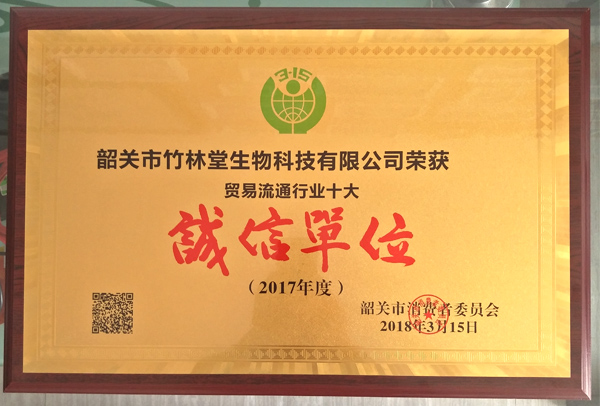 3·15
韶关市竹林堂生物科技有限公司荣获
贸易流通行业十大
誠信單位
（2017年度）
韶关市消费者委员会
2018年3月15日